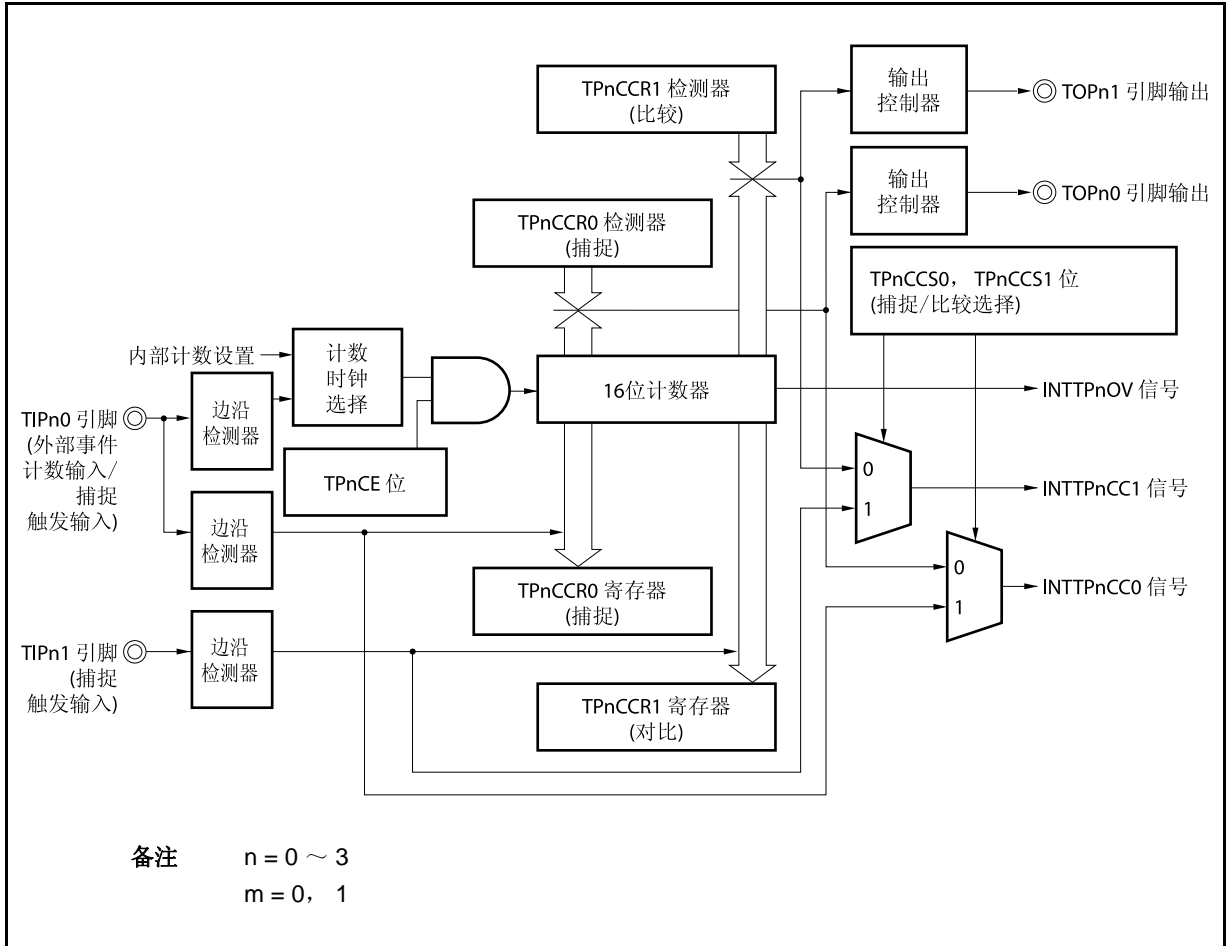 TPnCCR1 检测器
(比较)
输出
控制器
TOPn1 引脚输出
输出
控制器
TOPn0 引脚输出
TPnCCR0 检测器
(捕捉)
TPnCCS0， TPnCCS1 位
(捕捉/比较选择)
内部计数设置
计数
时钟
选择
16位计数器
INTTPnOV 信号
TIPn0 引脚
(外部事件
计数输入/
捕捉
触发输入)
边沿
检测器
TPnCE 位
0
1
INTTPnCC1 信号
边沿
检测器
TPnCCR0 寄存器
(捕捉)
0
1
INTTPnCC0 信号
TIPn1 引脚
(捕捉
触发输入)
边沿
检测器
TPnCCR1 寄存器
(对比)
备注 n = 0 ～ 3
m = 0， 1